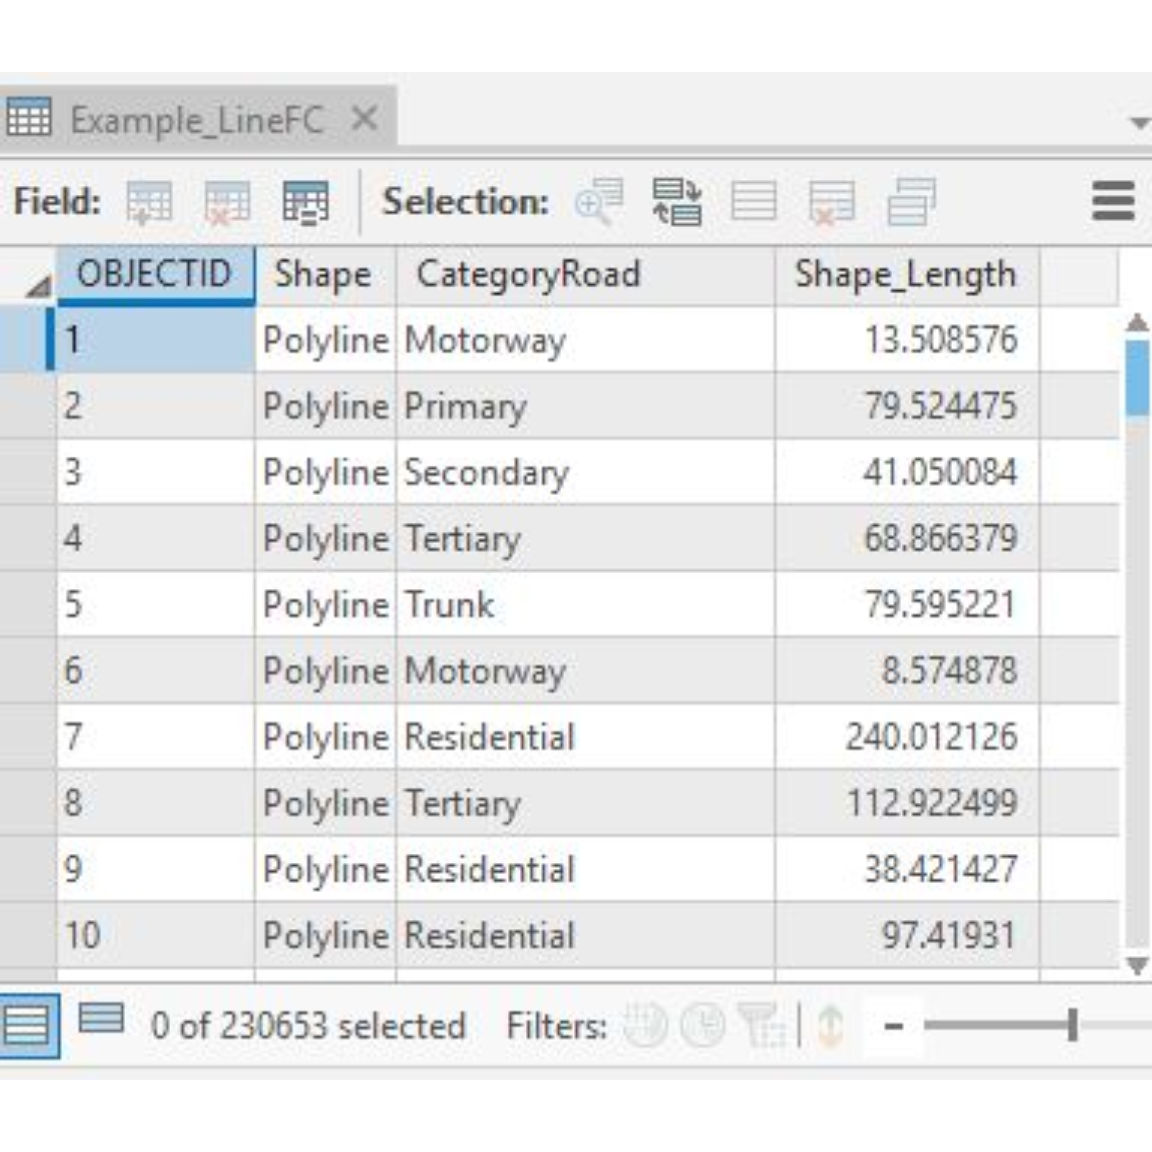 Example_LineFC
Field: Selection:
OBJECTID Shape CategoryRoad Shape_Length
1 Polyline Motorway 13.508576
2 Polyline Primary 79.524475
3 Polyline Secondary 41.050084
4 Polyline Tertiary 68.866379
5 Polyline Trunk 79.595221
6 Polyline Motorway 8.574878
7 Polyline Residential 240.012126
8 Polyline Tertiary 112.922499
9 Polyline Residential 38.421427
10 Polyline Residential 97.41931
0 of 230653 selected Filters: